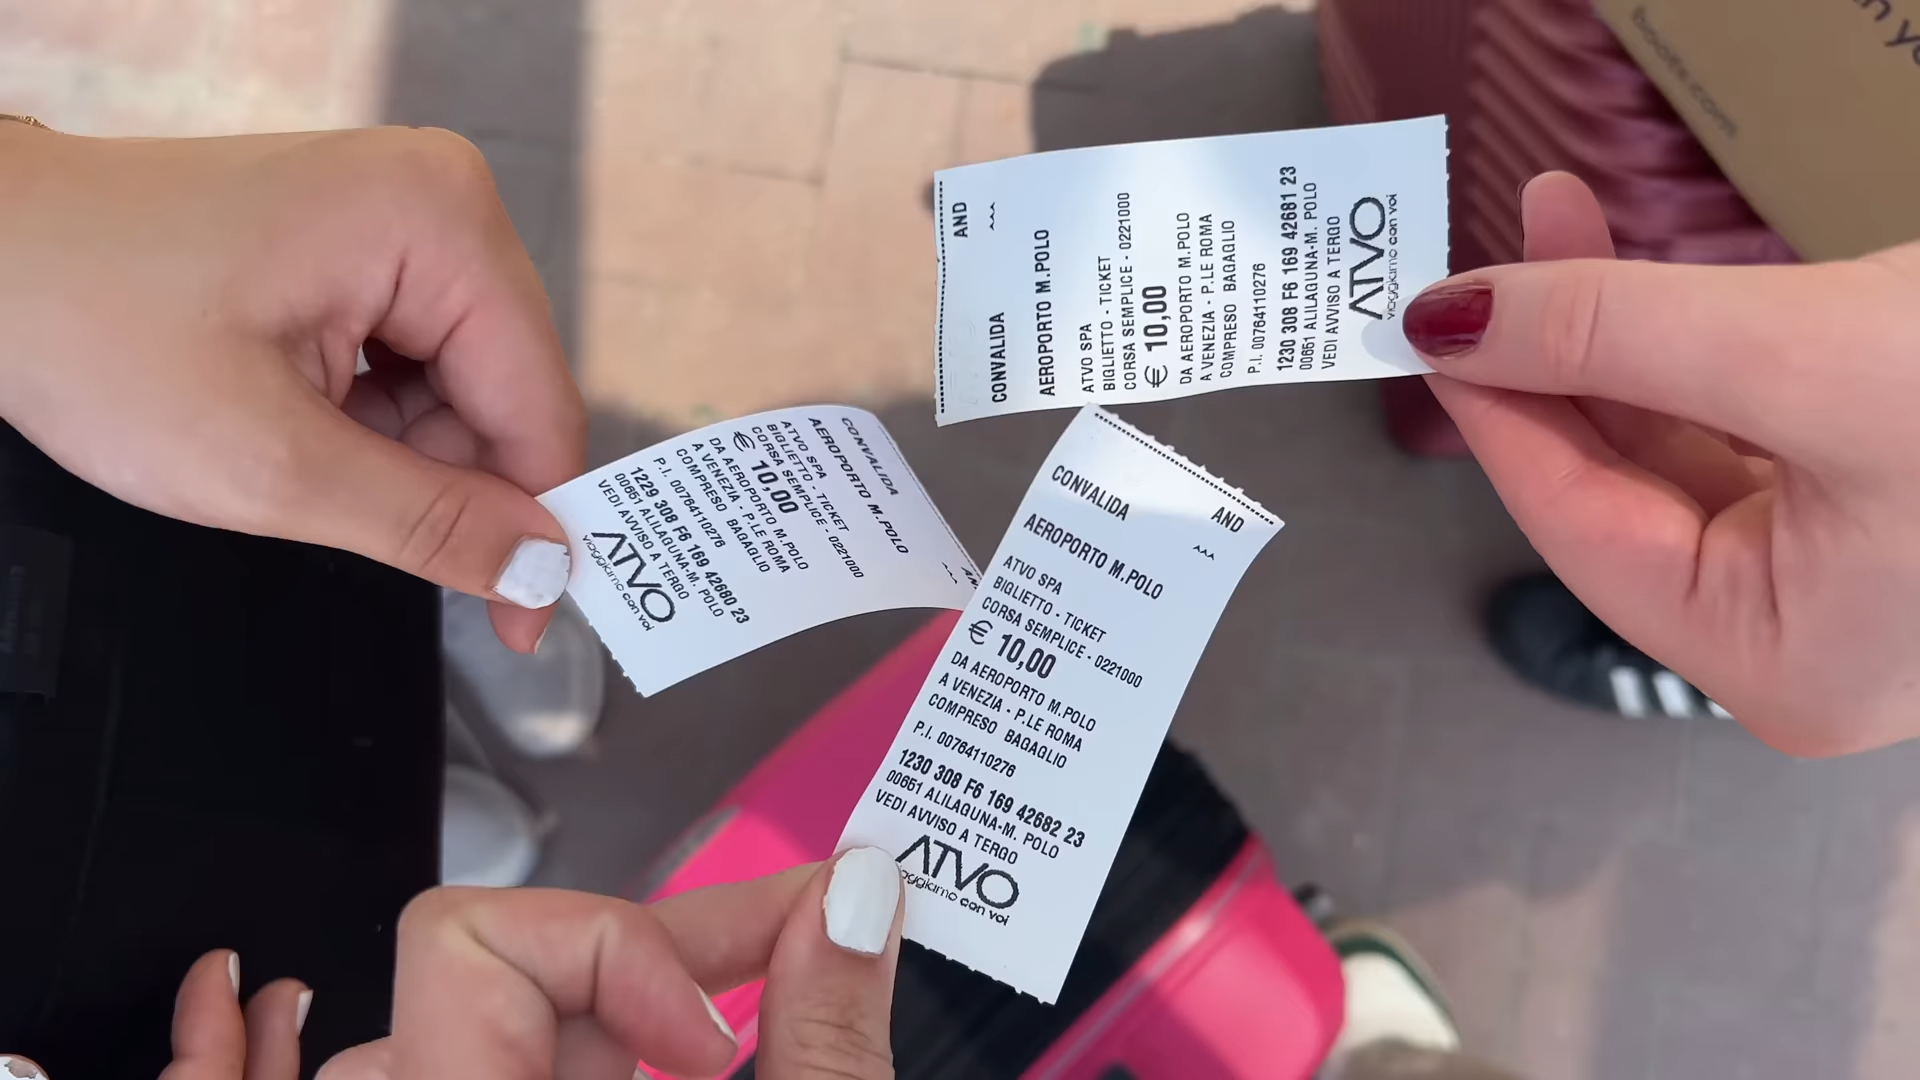 CONVALIDA
AN
^^^
AEROPORTO M.POLO
ATVO SPA
BIGLIETTO - TICKET
CORSA SEMPLICE - 0221000
€ 10,00
DA AEROPORTO M.POLO
A VENEZIA - P.LE ROMA
COMPRESO BAGAGLIO
P.I. 00764110276
1229 308 F6 169 42680 23
00651 ALILAGUNA-M. POLO
VEDI AVVISO A TERGO
ATVO
viaggiamo con voi
CONVALIDA AND
^^^
AEROPORTO M.POLO
ATVO SPA
BIGLIETTO - TICKET
CORSA SEMPLICE - 0221000
€ 10,00
DA AEROPORTO M.POLO
A VENEZIA - P.LE ROMA
COMPRESO BAGAGLIO
P.I. 00764110276
1230 308 F6 169 42681 23
00651 ALILAGUNA-M. POLO
VEDI AVVISO A TERGO
ATVO
viaggiamo con voi
CONVALIDA AND
^^^
AEROPORTO M.POLO
ATVO SPA
BIGLIETTO - TICKET
CORSA SEMPLICE - 0221000
€ 10,00
DA AEROPORTO M.POLO
A VENEZIA - P.LE ROMA
COMPRESO BAGAGLIO
P.I. 00764110276
1230 308 F6 169 42682 23
00651 ALILAGUNA-M. POLO
VEDI AVVISO A TERGO
ATVO
aggiamo con voi